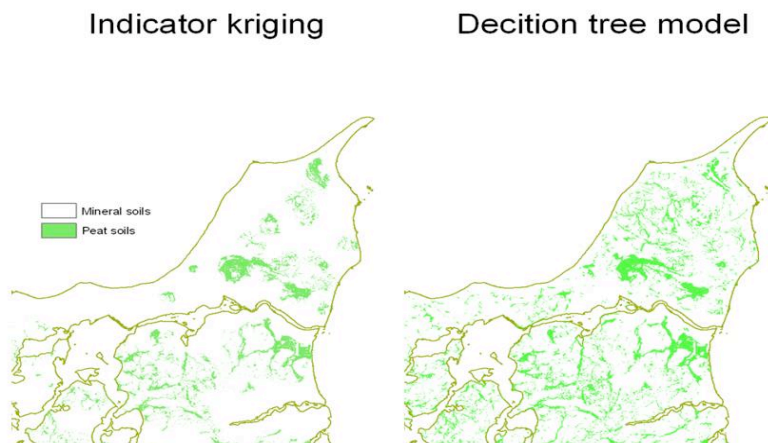 Indicator kriging
Decition tree model
Mineral soils
Peat soils